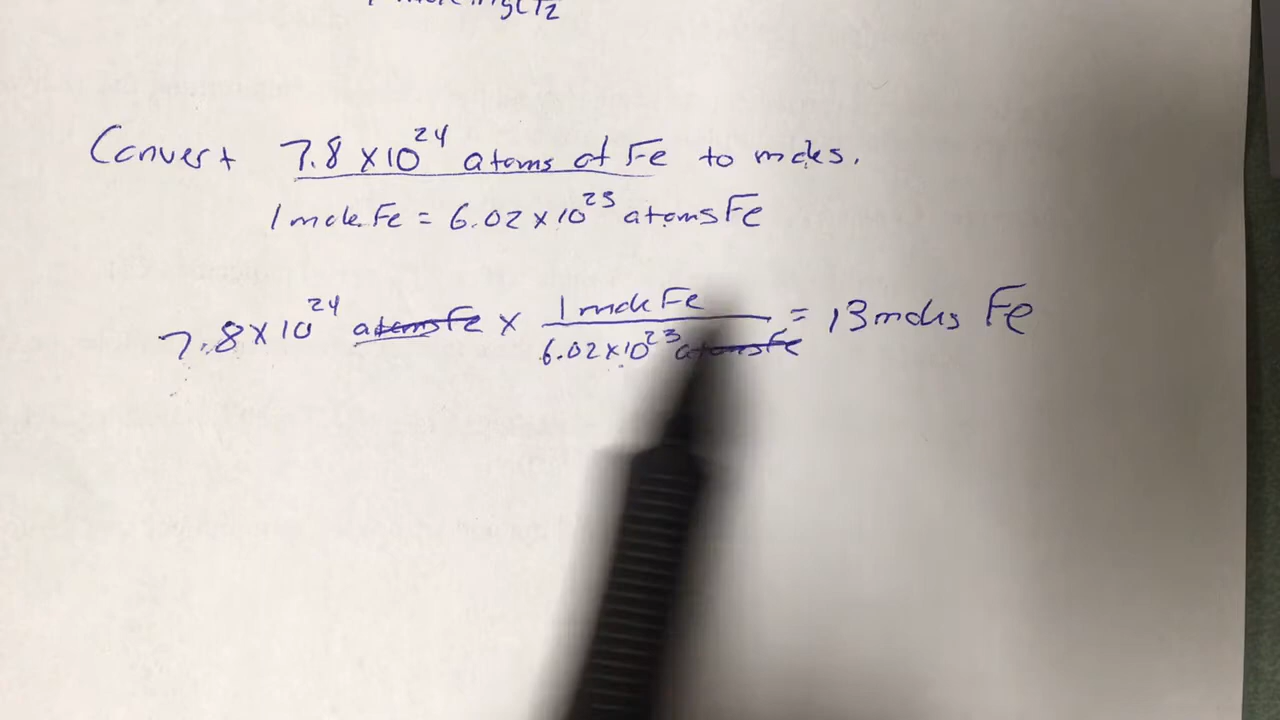 Convert 7.8 x 10^24 atoms of Fe to moles.
1 mole Fe = 6.02 x 10^23 atoms Fe
7.8 x 10^24 atoms Fe x 1 mole Fe / 6.02 x 10^23 atoms Fe = 13 moles Fe